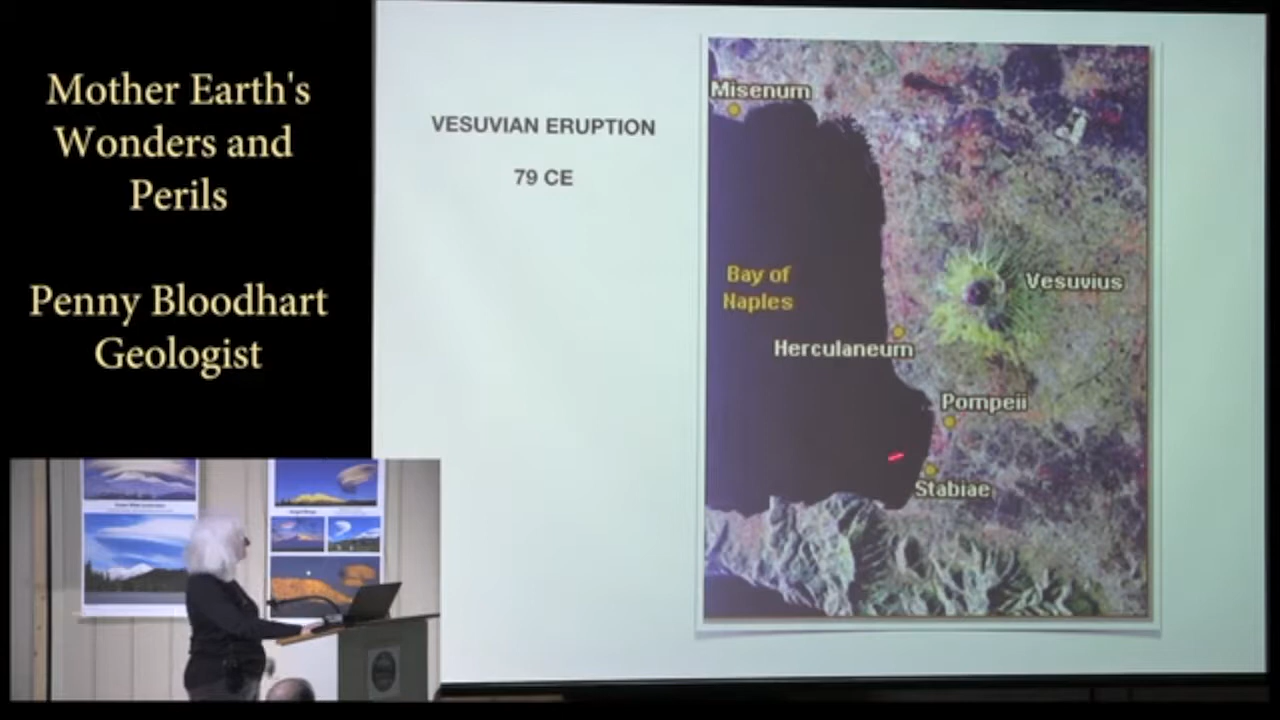 Mother Earth's
Wonders and
Perils
Penny Bloodhart
Geologist
VESUVIAN ERUPTION
79 CE
Misenum
Bay of
Naples
Vesuvius
Herculaneum
Pompeii
Stabiae